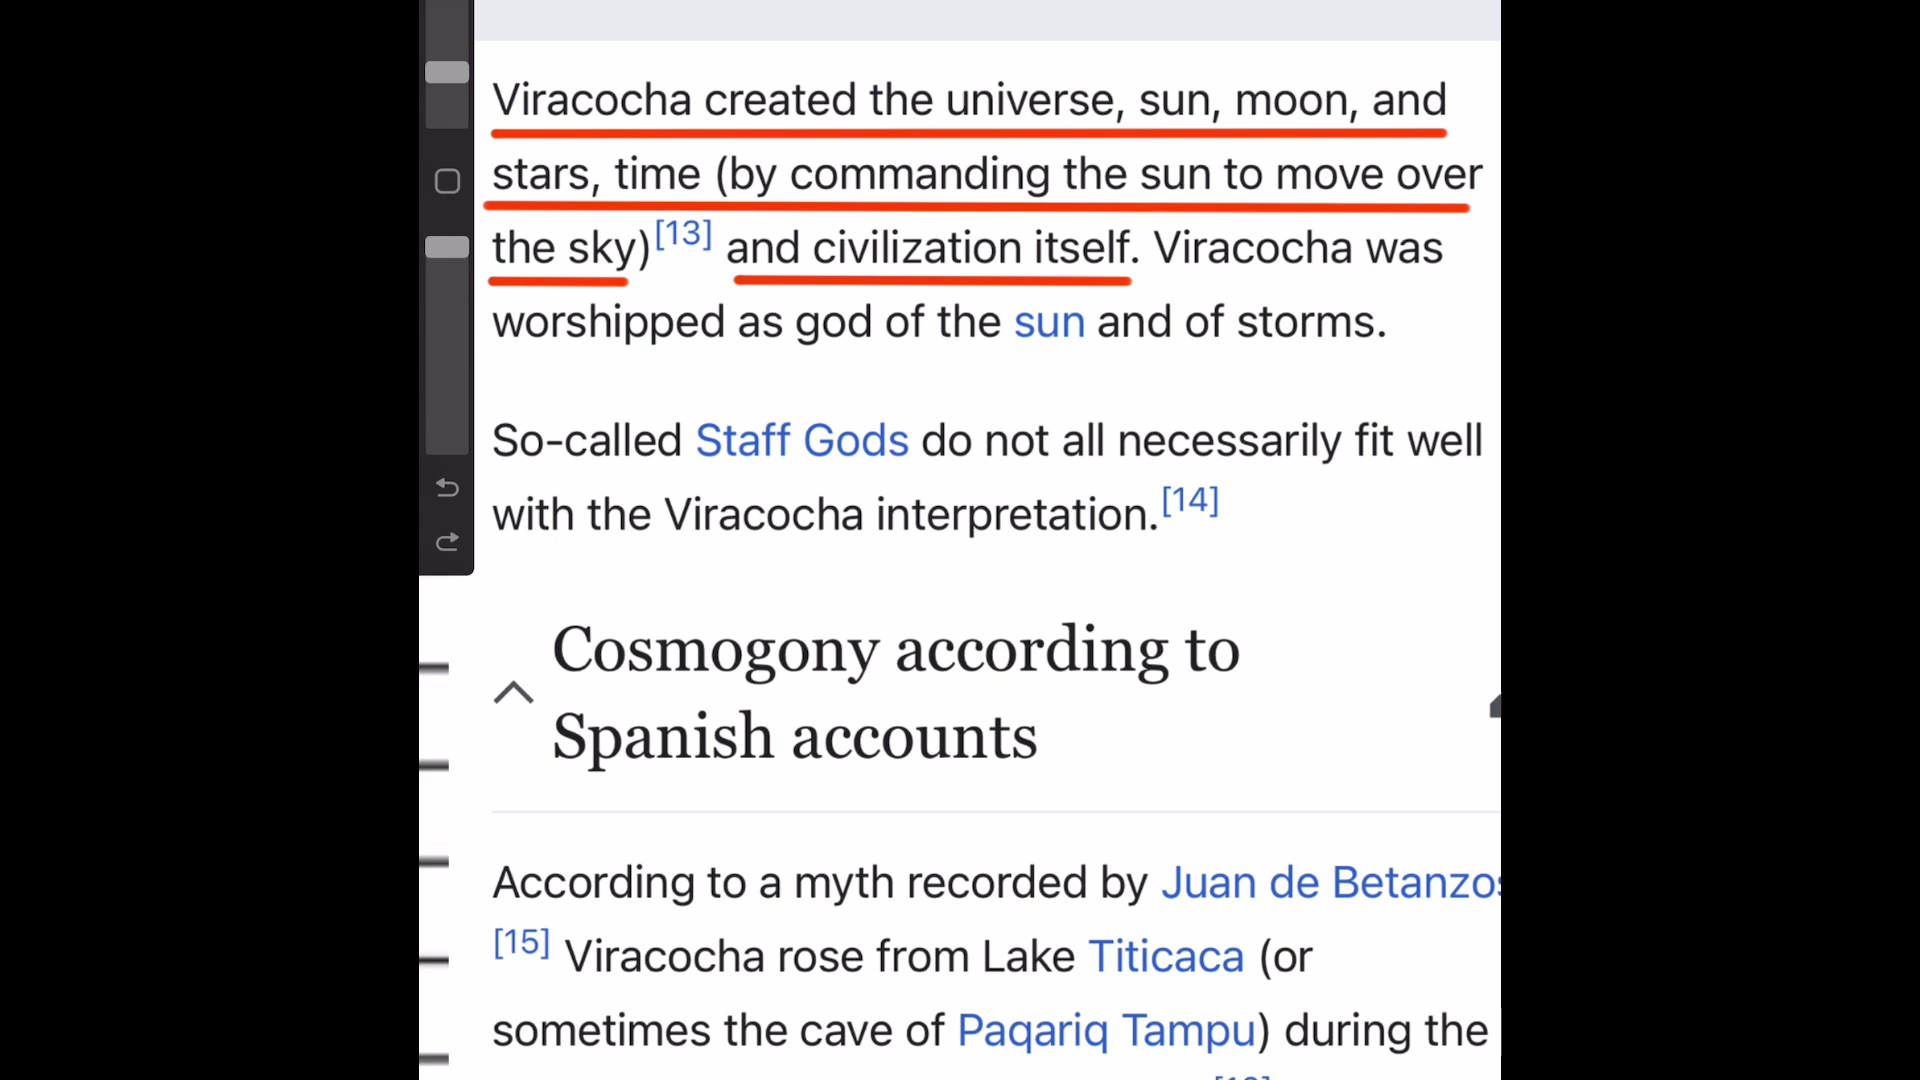 Viracocha created the universe, sun, moon, and
stars, time (by commanding the sun to move over
the sky)[13] and civilization itself. Viracocha was
worshipped as god of the sun and of storms.
So-called Staff Gods do not all necessarily fit well
with the Viracocha interpretation.[14]
Cosmogony according to
Spanish accounts
According to a myth recorded by Juan de Betanzos
[15] Viracocha rose from Lake Titicaca (or
sometimes the cave of Paqariq Tampu) during the